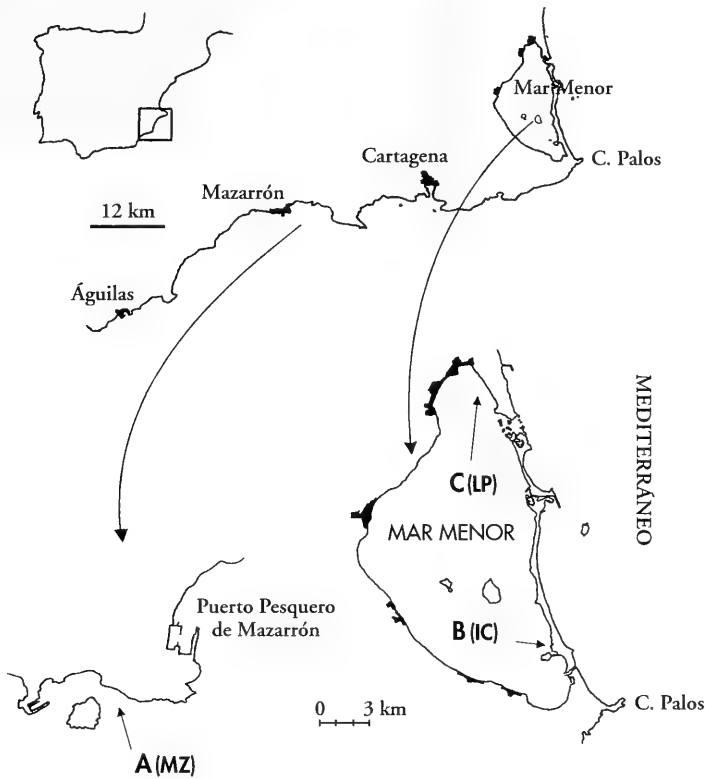 Mar Menor
Cartagena
C. Palos
Mazarrón
12 km
Águilas
MEDITERRÁNEO
C (LP)
MAR MENOR
Puerto Pesquero
de Mazarrón
B (IC)
0 3 km
C. Palos
A (MZ)